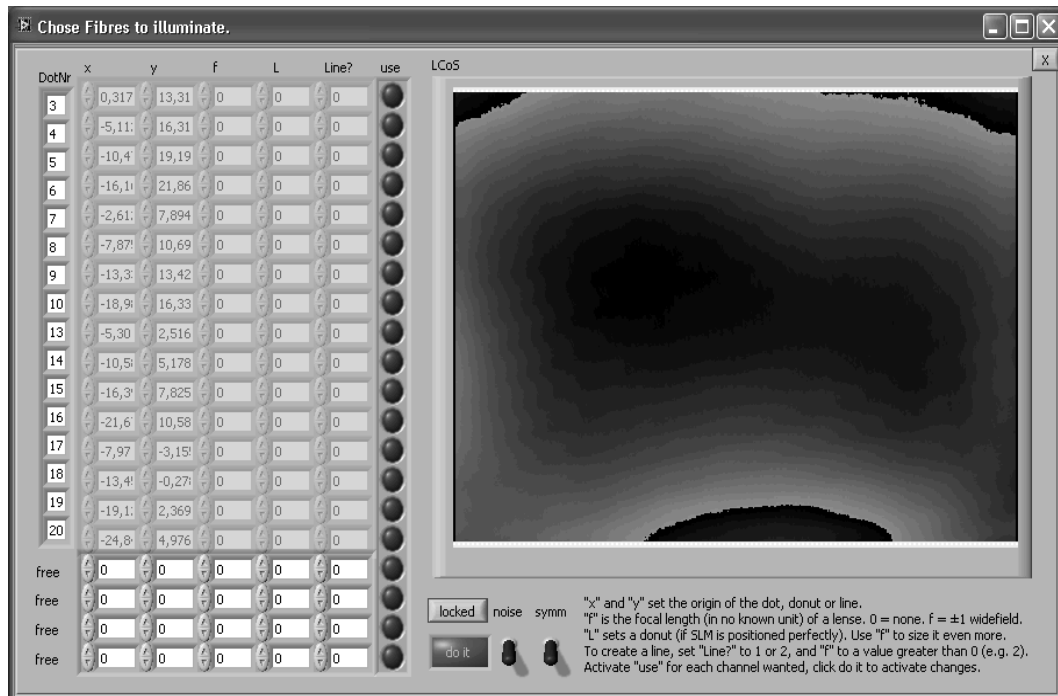 Chose Fibres to illuminate.
X
DotNr x y f L Line? use LCoS
3 0,317 13,31 0 0 0
4 16,31 0 0 0
5 19,19 0 0 0
6 21,86 0 0 0
7 7,894 0 0 0
8 10,69 0 0 0
9 13,42 0 0 0
10 16,33 0 0 0
13 -5,30 2,516 0 0 0
14 5,178 0 0 0
15 7,825 0 0 0
16 10,58 0 0 0
17 -7,97 0 0 0
18 0 0 0
19 2,369 0 0 0
20 4,976 0 0 0
free 0 0 0 0 0
free 0 0 0 0 0
free 0 0 0 0 0
free 0 0 0 0 0
locked noise symm
do it
"x" and "y" set the origin of the dot, donut or line.
"f" is the focal length (in no known unit) of a lense. 0 = none. f = ±1 widefield.
"L" sets a donut (if SLM is positioned perfectly). Use "f" to size it even more.
To create a line, set "Line?" to 1 or 2, and "f" to a value greater than 0 (e.g. 2).
Activate "use" for each channel wanted, click do it to activate changes.